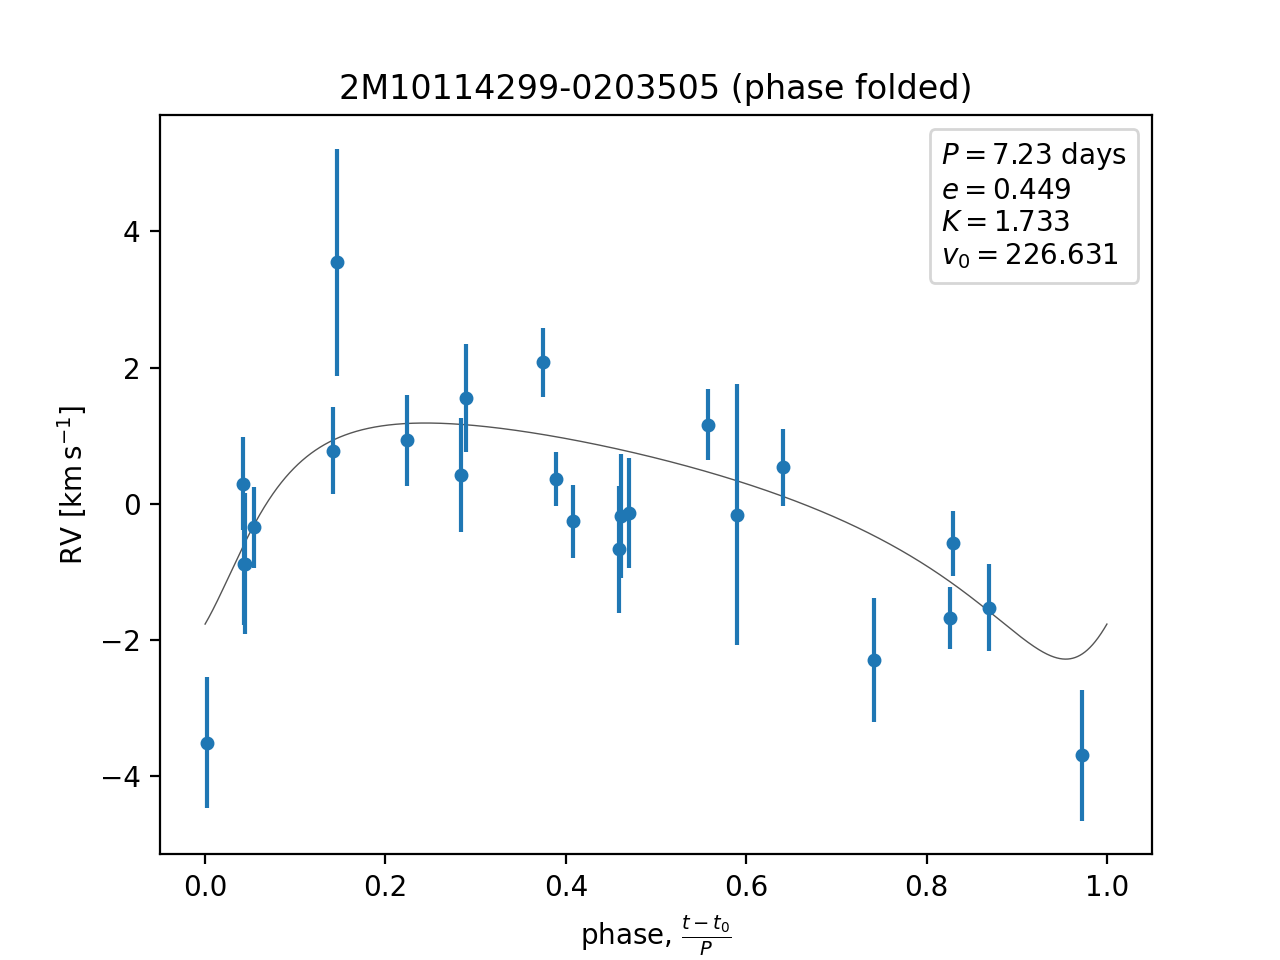 2M10114299-0203505 (phase folded)
P = 7.23 days
e = 0.449
K = 1.733
v₀ = 226.631
RV [km s⁻¹]
4
2
0
−2
−4
0.0 0.2 0.4 0.6 0.8 1.0
phase, (t − t₀)/P